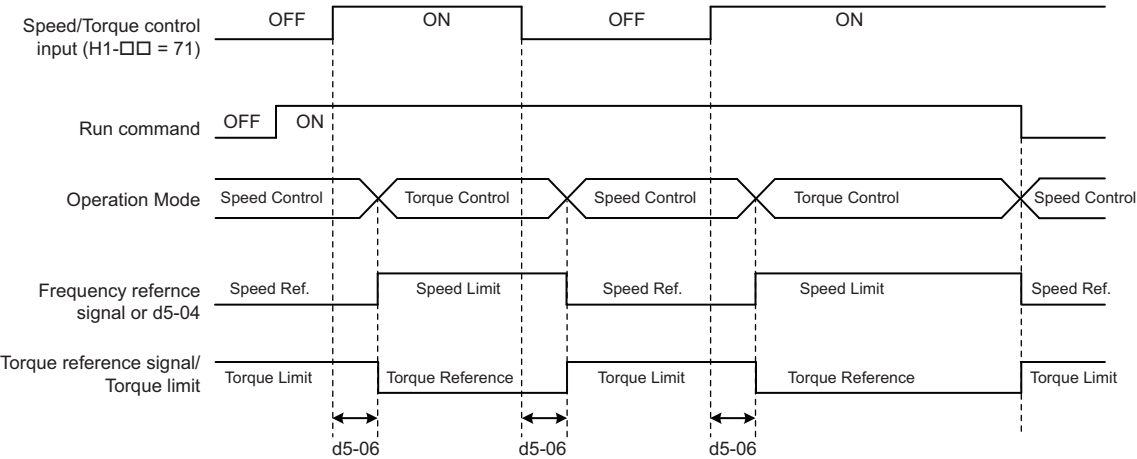 Speed/Torque control
input (H1-□□ = 71)
OFF ON OFF ON
Run command
OFF ON
Operation Mode
Speed Control Torque Control Speed Control Torque Control Speed Control
Frequency refernce
signal or d5-04
Speed Ref. Speed Limit Speed Ref. Speed Limit Speed Ref.
Torque reference signal/
Torque limit
Torque Limit Torque Reference Torque Limit Torque Reference Torque Limit
d5-06 d5-06 d5-06